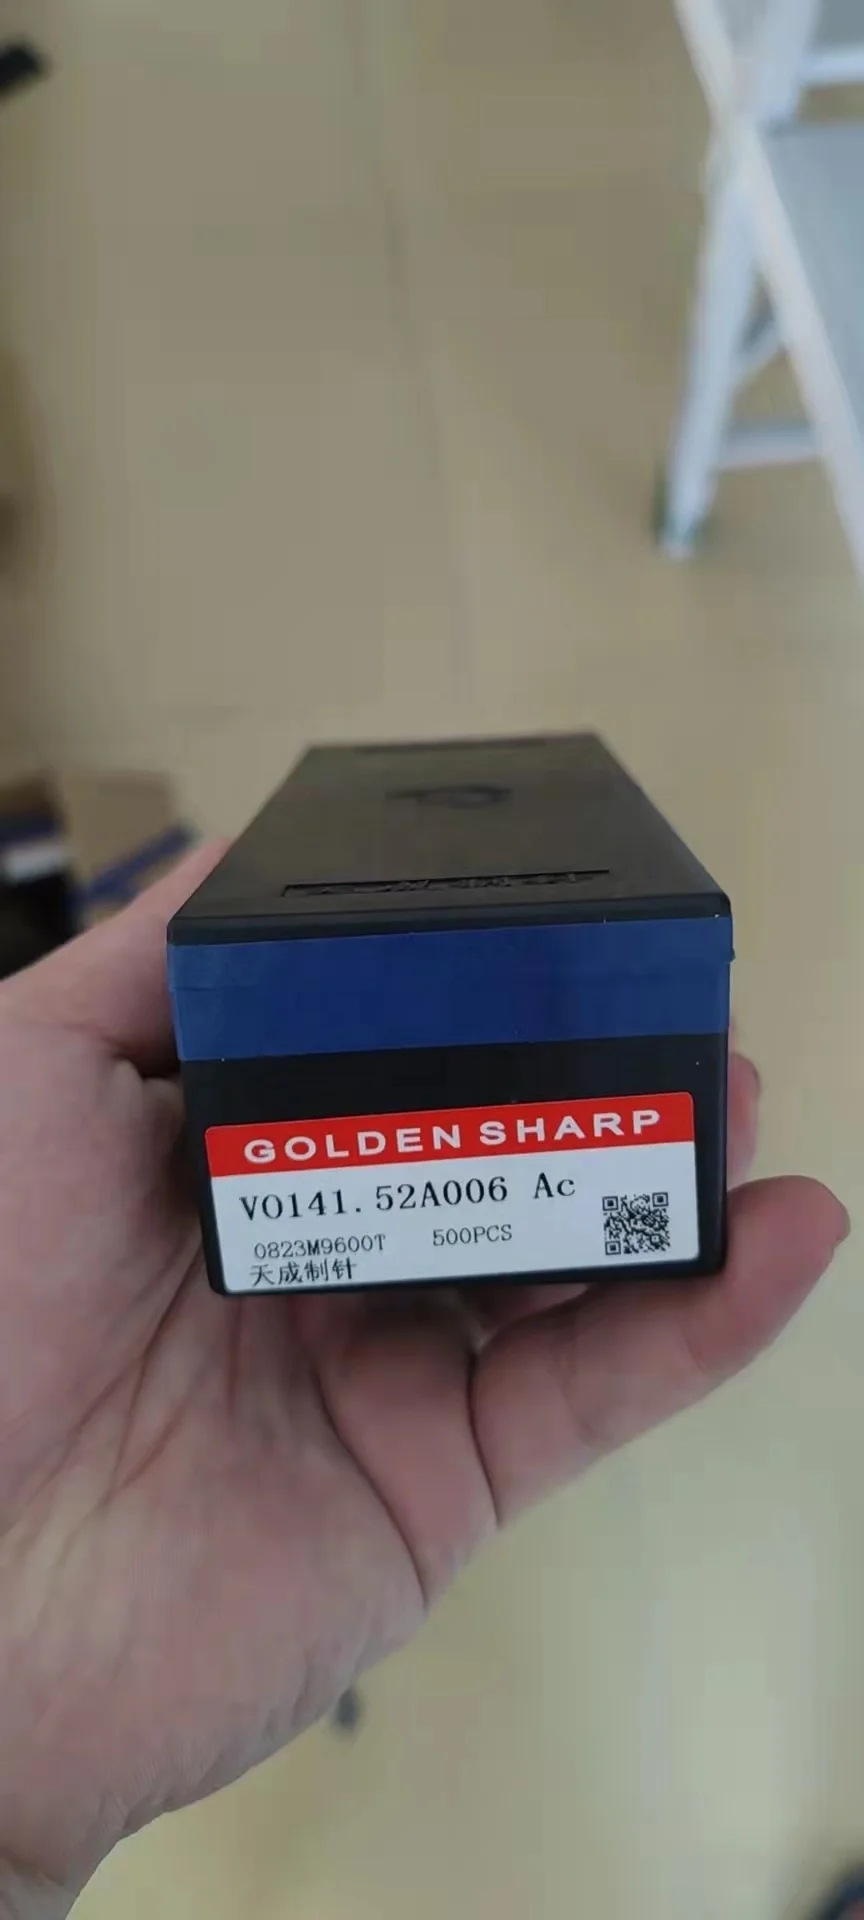 GOLDEN SHARP
VO141.52A006 Ac
0823M9600T 500PCS
天成制针